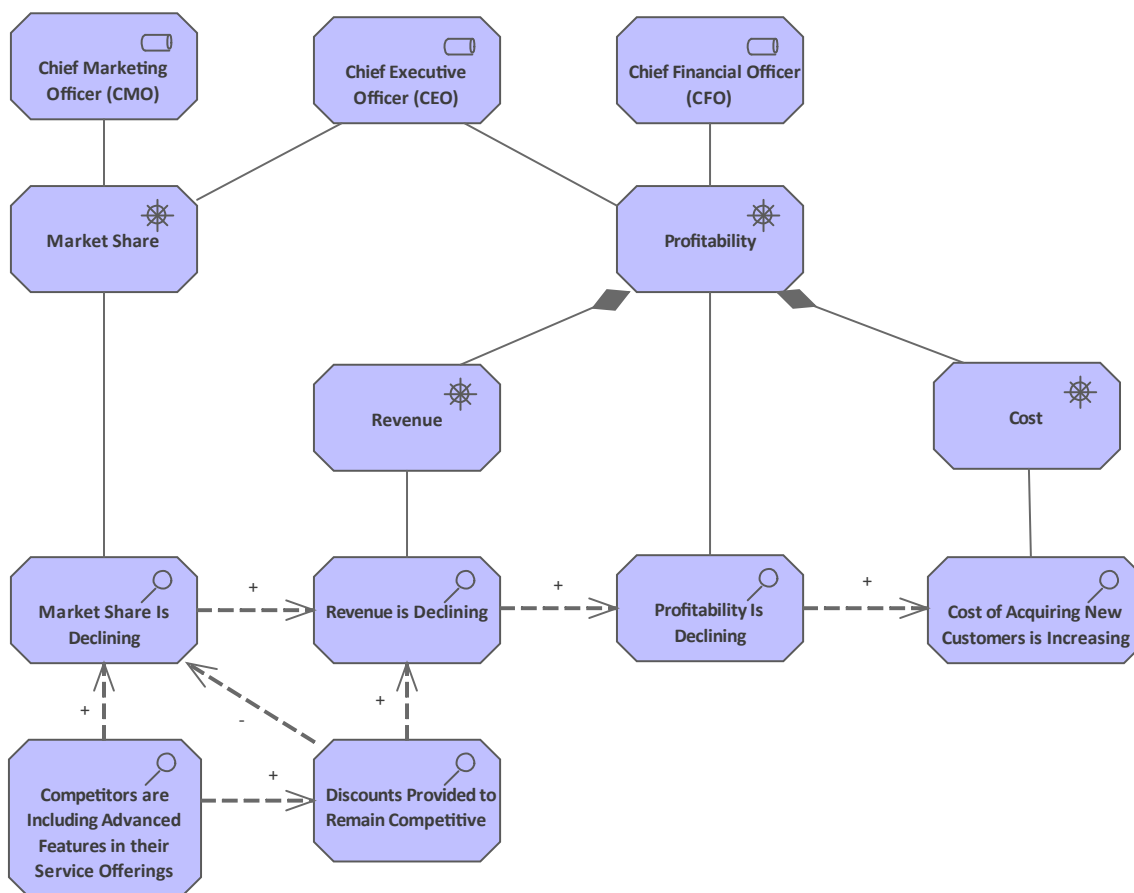 Chief Marketing
Officer (CMO)
Chief Executive
Officer (CEO)
Chief Financial Officer
(CFO)
Market Share
Profitability
Revenue
Cost
Market Share Is
Declining
+
Revenue is Declining
+
Profitability Is
Declining
+
Cost of Acquiring New
Customers is Increasing
+
-
+
Competitors are
Including Advanced
Features in their
Service Offerings
+
Discounts Provided to
Remain Competitive